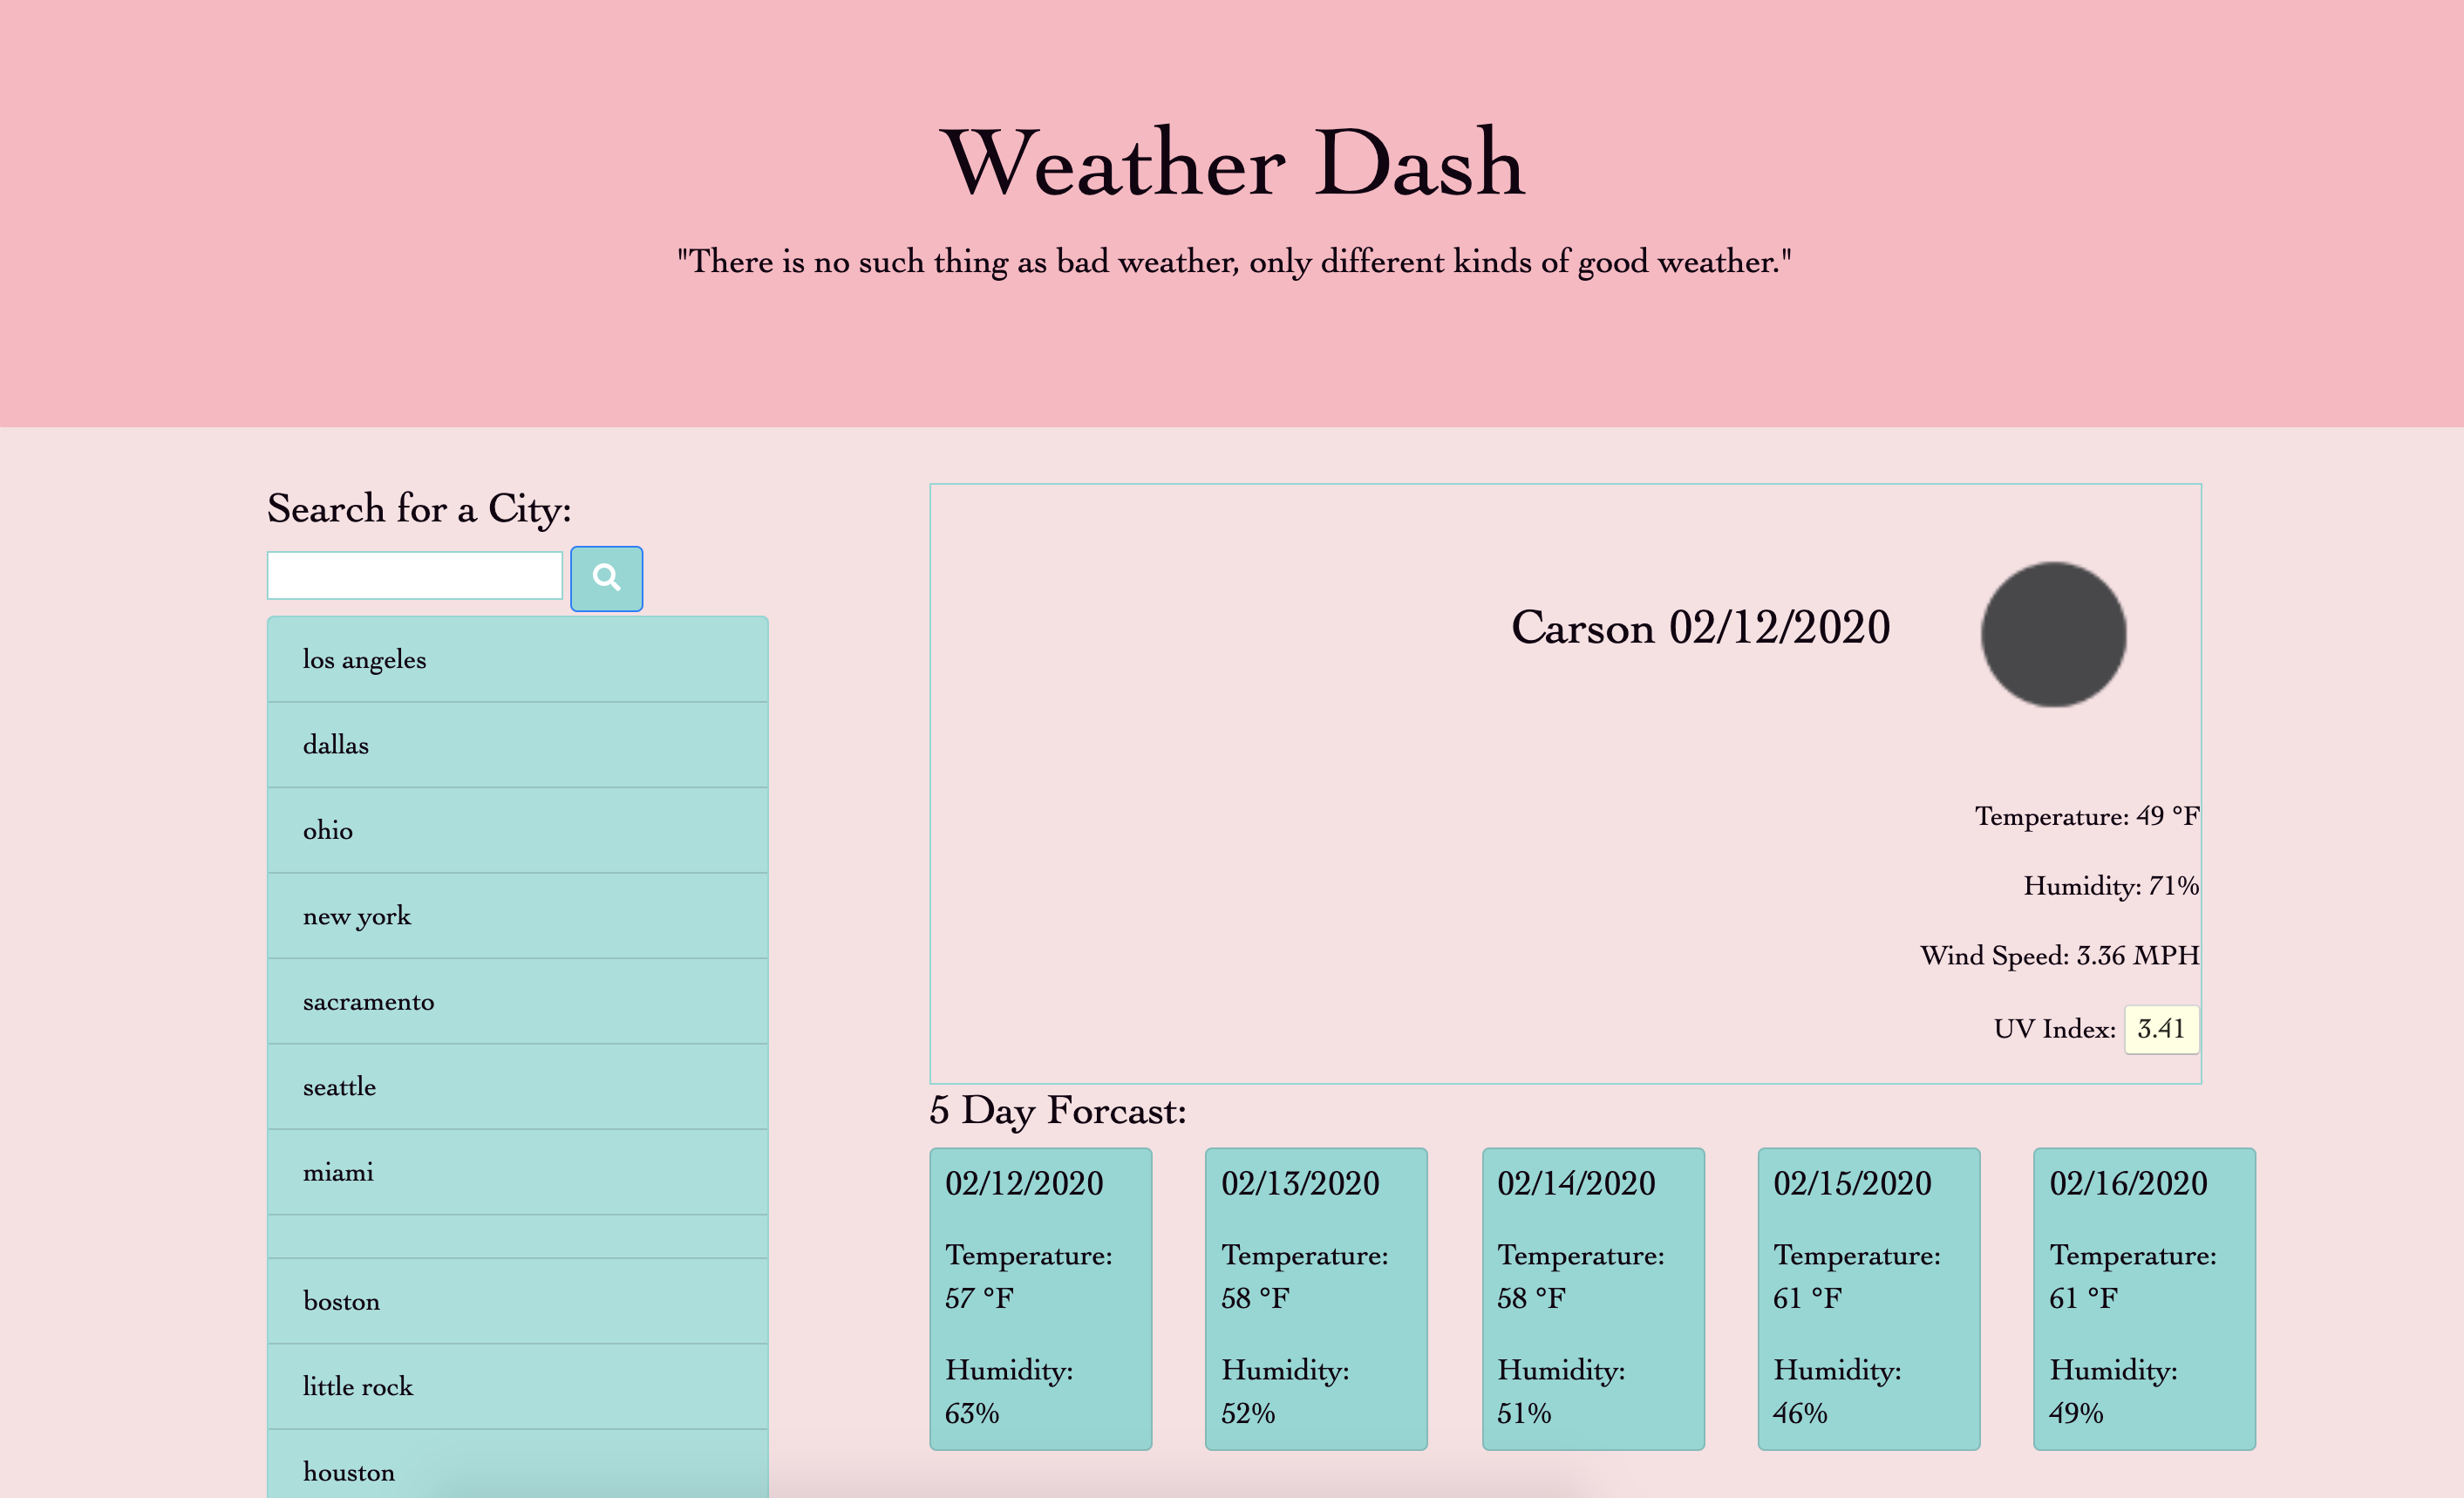 Weather Dash
"There is no such thing as bad weather, only different kinds of good weather."
Search for a City:
los angeles
dallas
ohio
new york
sacramento
seattle
miami
boston
little rock
houston
Carson 02/12/2020
Temperature: 49 °F
Humidity: 71%
Wind Speed: 3.36 MPH
UV Index: 3.41
5 Day Forcast:
02/12/2020
Temperature:
57 °F
Humidity:
63%
02/13/2020
Temperature:
58 °F
Humidity:
52%
02/14/2020
Temperature:
58 °F
Humidity:
51%
02/15/2020
Temperature:
61 °F
Humidity:
46%
02/16/2020
Temperature:
61 °F
Humidity:
49%